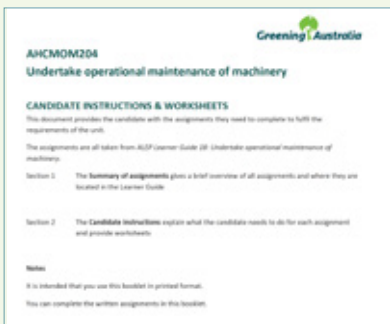 Greening Australia
AHCMOM204
Undertake operational maintenance of machinery
CANDIDATE INSTRUCTIONS & WORKSHEETS
This document provides the candidate with the assignments they need to complete to fulfil the
requirements of the unit.
The assignments are all taken from ALEP Learner Guide 18: Undertake operational maintenance of
machinery.
Section 1 The Summary of assignments gives a brief overview of all assignments and where they are
located in the Learner Guide
Section 2 The Candidate instructions explain what the candidate needs to do for each assignment
and provide worksheets
Notes
It is intended that you use this booklet in printed format.
You can complete the written assignments in this booklet.